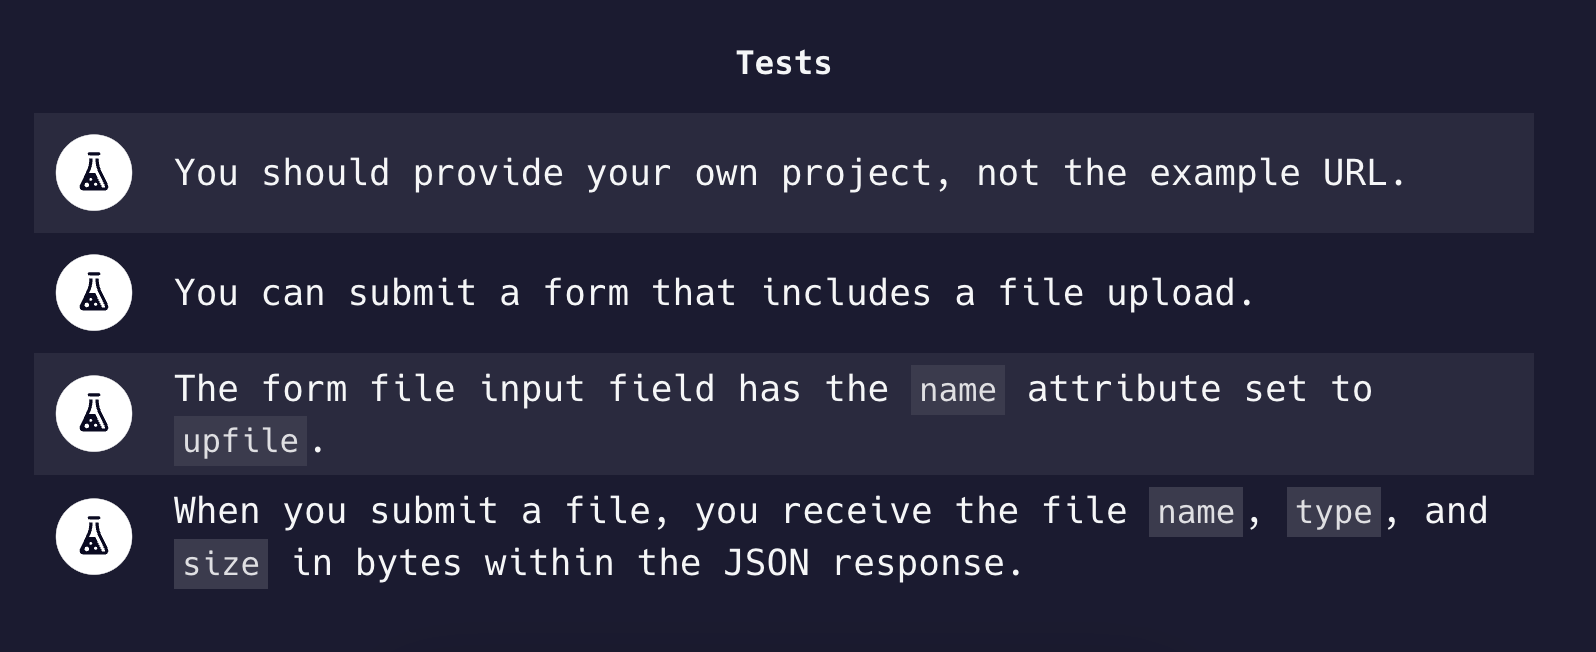 Tests
You should provide your own project, not the example URL.
You can submit a form that includes a file upload.
The form file input field has the name attribute set to
upfile.
When you submit a file, you receive the file name, type, and
size in bytes within the JSON response.